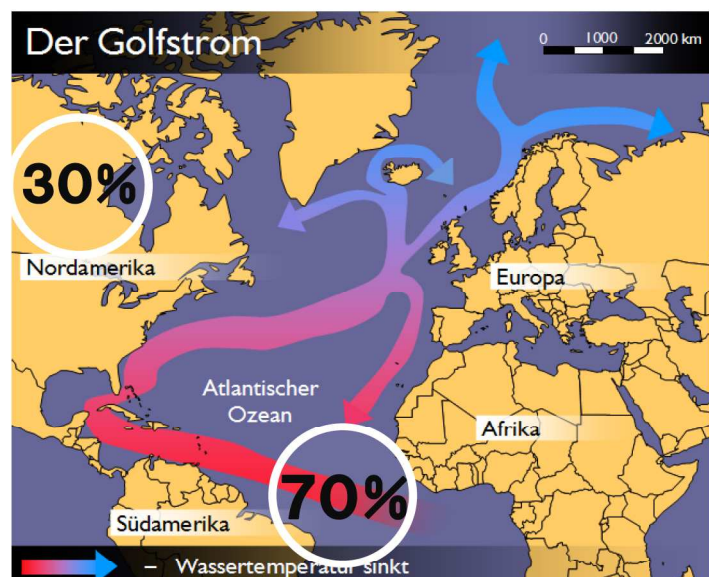 Der Golfstrom
0 1000 2000 km
30%
Nordamerika
Europa
Atlantischer
Ozean
Afrika
70%
Südamerika
– Wassertemperatur sinkt